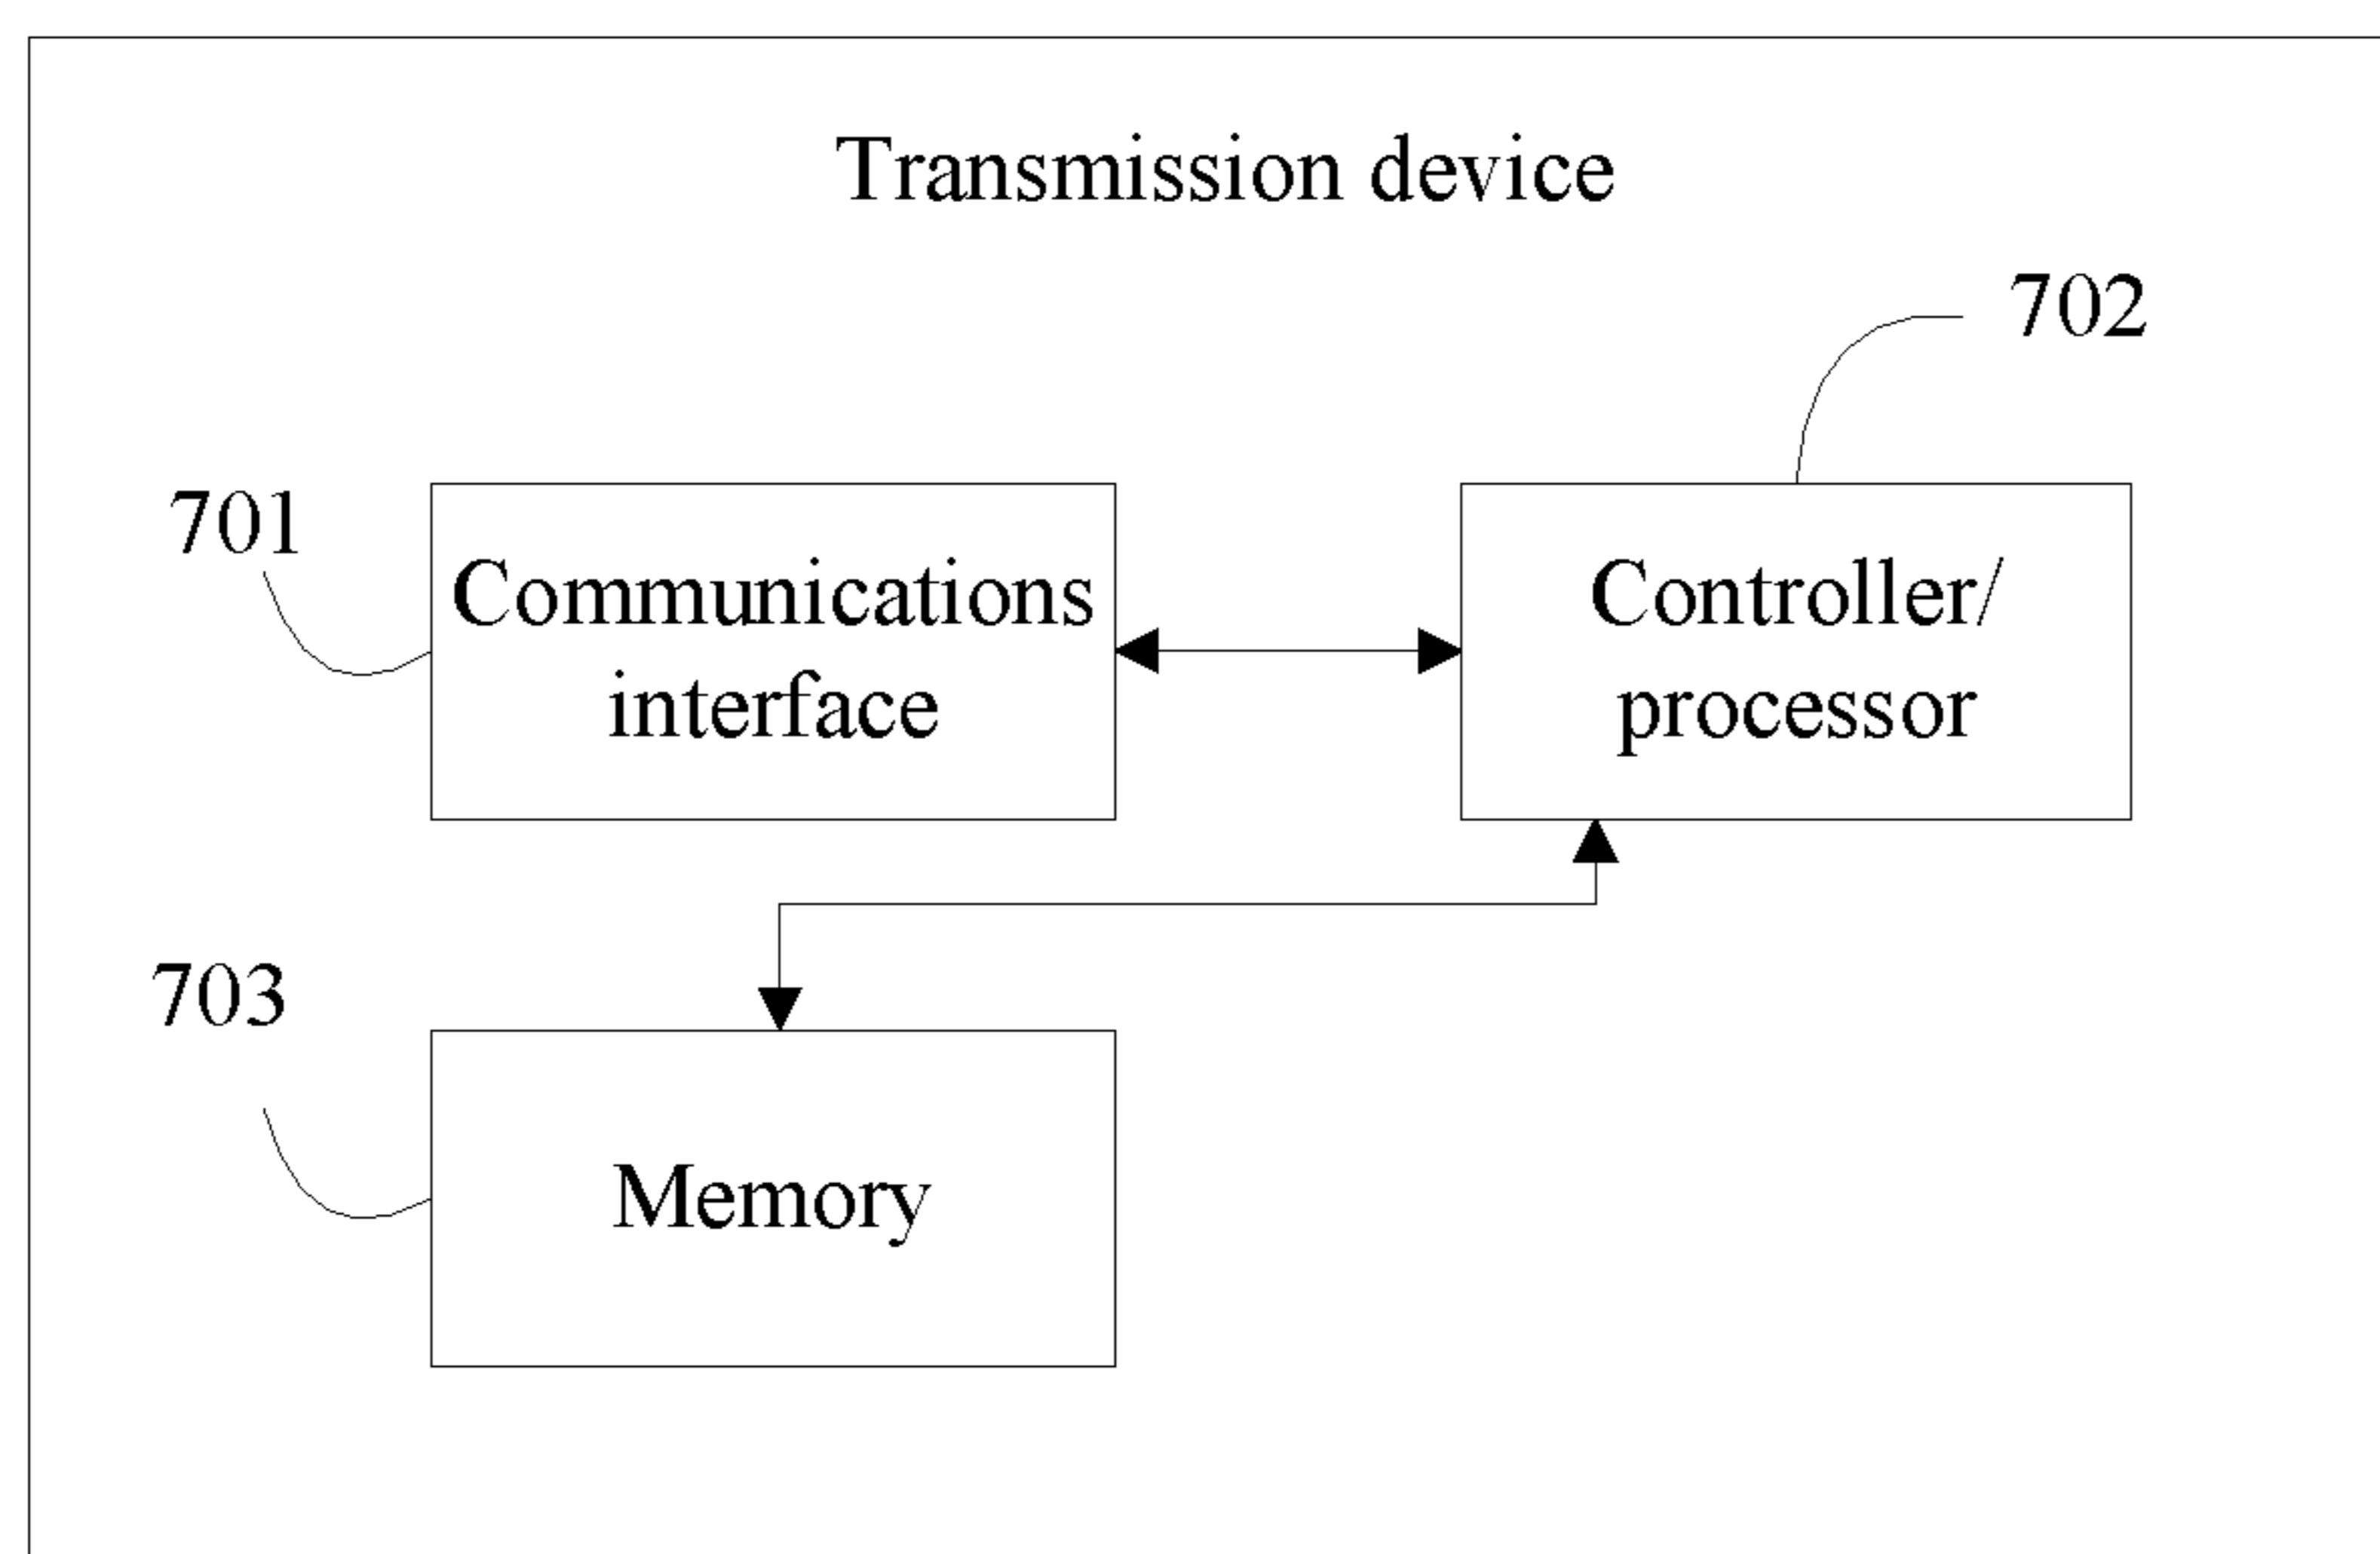 Transmission device
702
701
Communications
interface
Controller/
processor
703
Memory